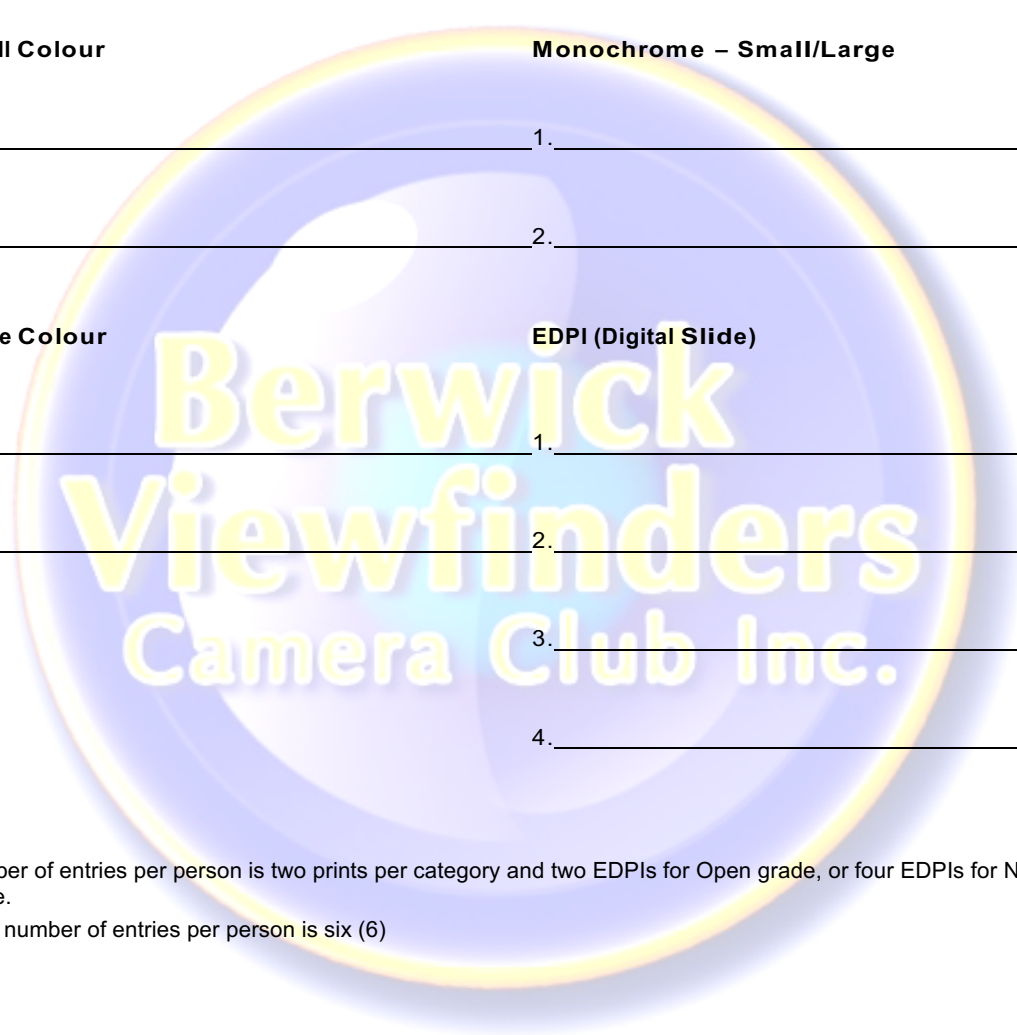 ll Colour
Monochrome – Small/Large
1.
2.
e Colour
EDPI (Digital Slide)
1.
2.
3.
4.
Berwick
Viewfinders
Camera Club Inc.
ber of entries per person is two prints per category and two EDPIs for Open grade, or four EDPIs for N
e.
number of entries per person is six (6)